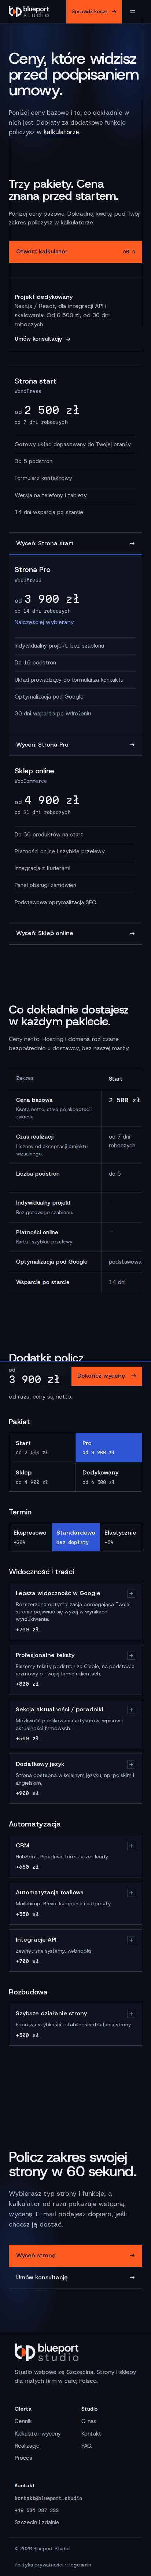 blueport studio
Sprawdź koszt →
Ceny, które widzisz
przed podpisaniem
umowy.
Poniżej ceny bazowe i to, co dokładnie w
nich jest. Dopłaty za dodatkowe funkcje
policzysz w kalkulatorze.
Trzy pakiety. Cena
znana przed startem.
Poniżej ceny bazowe. Dokładną kwotę pod Twój
zakres policzysz w kalkulatorze.
Otwórz kalkulator 60 s
Projekt dedykowany
Next.js / React, dla integracji API i
skalowania. Od 6 500 zł, od 30 dni
roboczych.
Umów konsultację →
Strona start
WordPress
od 2 500 zł
od 7 dni roboczych
Gotowy układ dopasowany do Twojej branży
Do 5 podstron
Formularz kontaktowy
Wersja na telefony i tablety
14 dni wsparcia po starcie
Wyceń: Strona start →
Strona Pro
WordPress
od 3 900 zł
od 14 dni roboczych
Najczęściej wybierany
Indywidualny projekt, bez szablonu
Do 10 podstron
Układ prowadzący do formularza kontaktu
Optymalizacja pod Google
30 dni wsparcia po wdrożeniu
Wyceń: Strona Pro →
Sklep online
WooCommerce
od 4 900 zł
od 21 dni roboczych
Do 30 produktów na start
Płatności online i szybkie przelewy
Integracja z kurierami
Panel obsługi zamówień
Podstawowa optymalizacja SEO
Wyceń: Sklep online →
Co dokładnie dostajesz
w każdym pakiecie.
Ceny netto. Hosting i domena rozliczane
bezpośrednio u dostawcy, bez naszej marży.
Zakres Start
Cena bazowa 2 500 zł
Kwota netto, stała po akceptacji
zakresu.
Czas realizacji od 7 dni roboczych
Liczony od akceptacji projektu
wizualnego.
Liczba podstron do 5
Indywidualny projekt
Bez gotowego szablonu.
Płatności online
Karta i szybkie przelewy.
Optymalizacja pod Google podstawowa
Wsparcie po starcie 14 dni
Dodatki: policz
od
3 900 zł
Dokończ wycenę →
od razu, ceny są netto.
Pakiet
Start
od 2 500 zł
Pro
od 3 900 zł
Sklep
od 4 900 zł
Dedykowany
od 6 500 zł
Termin
Ekspresowo
+30%
Standardowo
bez dopłaty
Elastycznie
-5%
Widoczność i treści
Lepsza widoczność w Google +
Rozszerzona optymalizacja pomagająca Twojej
stronie pojawiać się wyżej w wynikach
wyszukiwania.
+700 zł
Profesjonalne teksty +
Piszemy teksty podstron za Ciebie, na podstawie
rozmowy o Twojej firmie i klientach.
+800 zł
Sekcja aktualności / poradniki +
Możliwość publikowania artykułów, wpisów i
aktualności firmowych.
+500 zł
Dodatkowy język +
Strona dostępna w kolejnym języku, np. polskim i
angielskim.
+900 zł
Automatyzacja
CRM +
HubSpot, Pipedrive: formularze i leady
+650 zł
Automatyzacja mailowa +
Mailchimp, Brevo: kampanie i automaty
+550 zł
Integracje API +
Zewnętrzne systemy, webhooks
+700 zł
Rozbudowa
Szybsze działanie strony +
Poprawa szybkości i stabilności działania strony.
+500 zł
Policz zakres swojej
strony w 60 sekund.
Wybierasz typ strony i funkcje, a
kalkulator od razu pokazuje wstępną
wycenę. E-mail podajesz dopiero, jeśli
chcesz ją dostać.
Wyceń stronę →
Umów konsultację →
blueport studio
Studio webowe ze Szczecina. Strony i sklepy
dla małych firm w całej Polsce.
Oferta Studio
Cennik O nas
Kalkulator wyceny Kontakt
Realizacje FAQ
Proces
Kontakt
kontakt@blueport.studio
+48 534 287 233
Szczecin i zdalnie
© 2026 Blueport Studio
Polityka prywatności · Regulamin